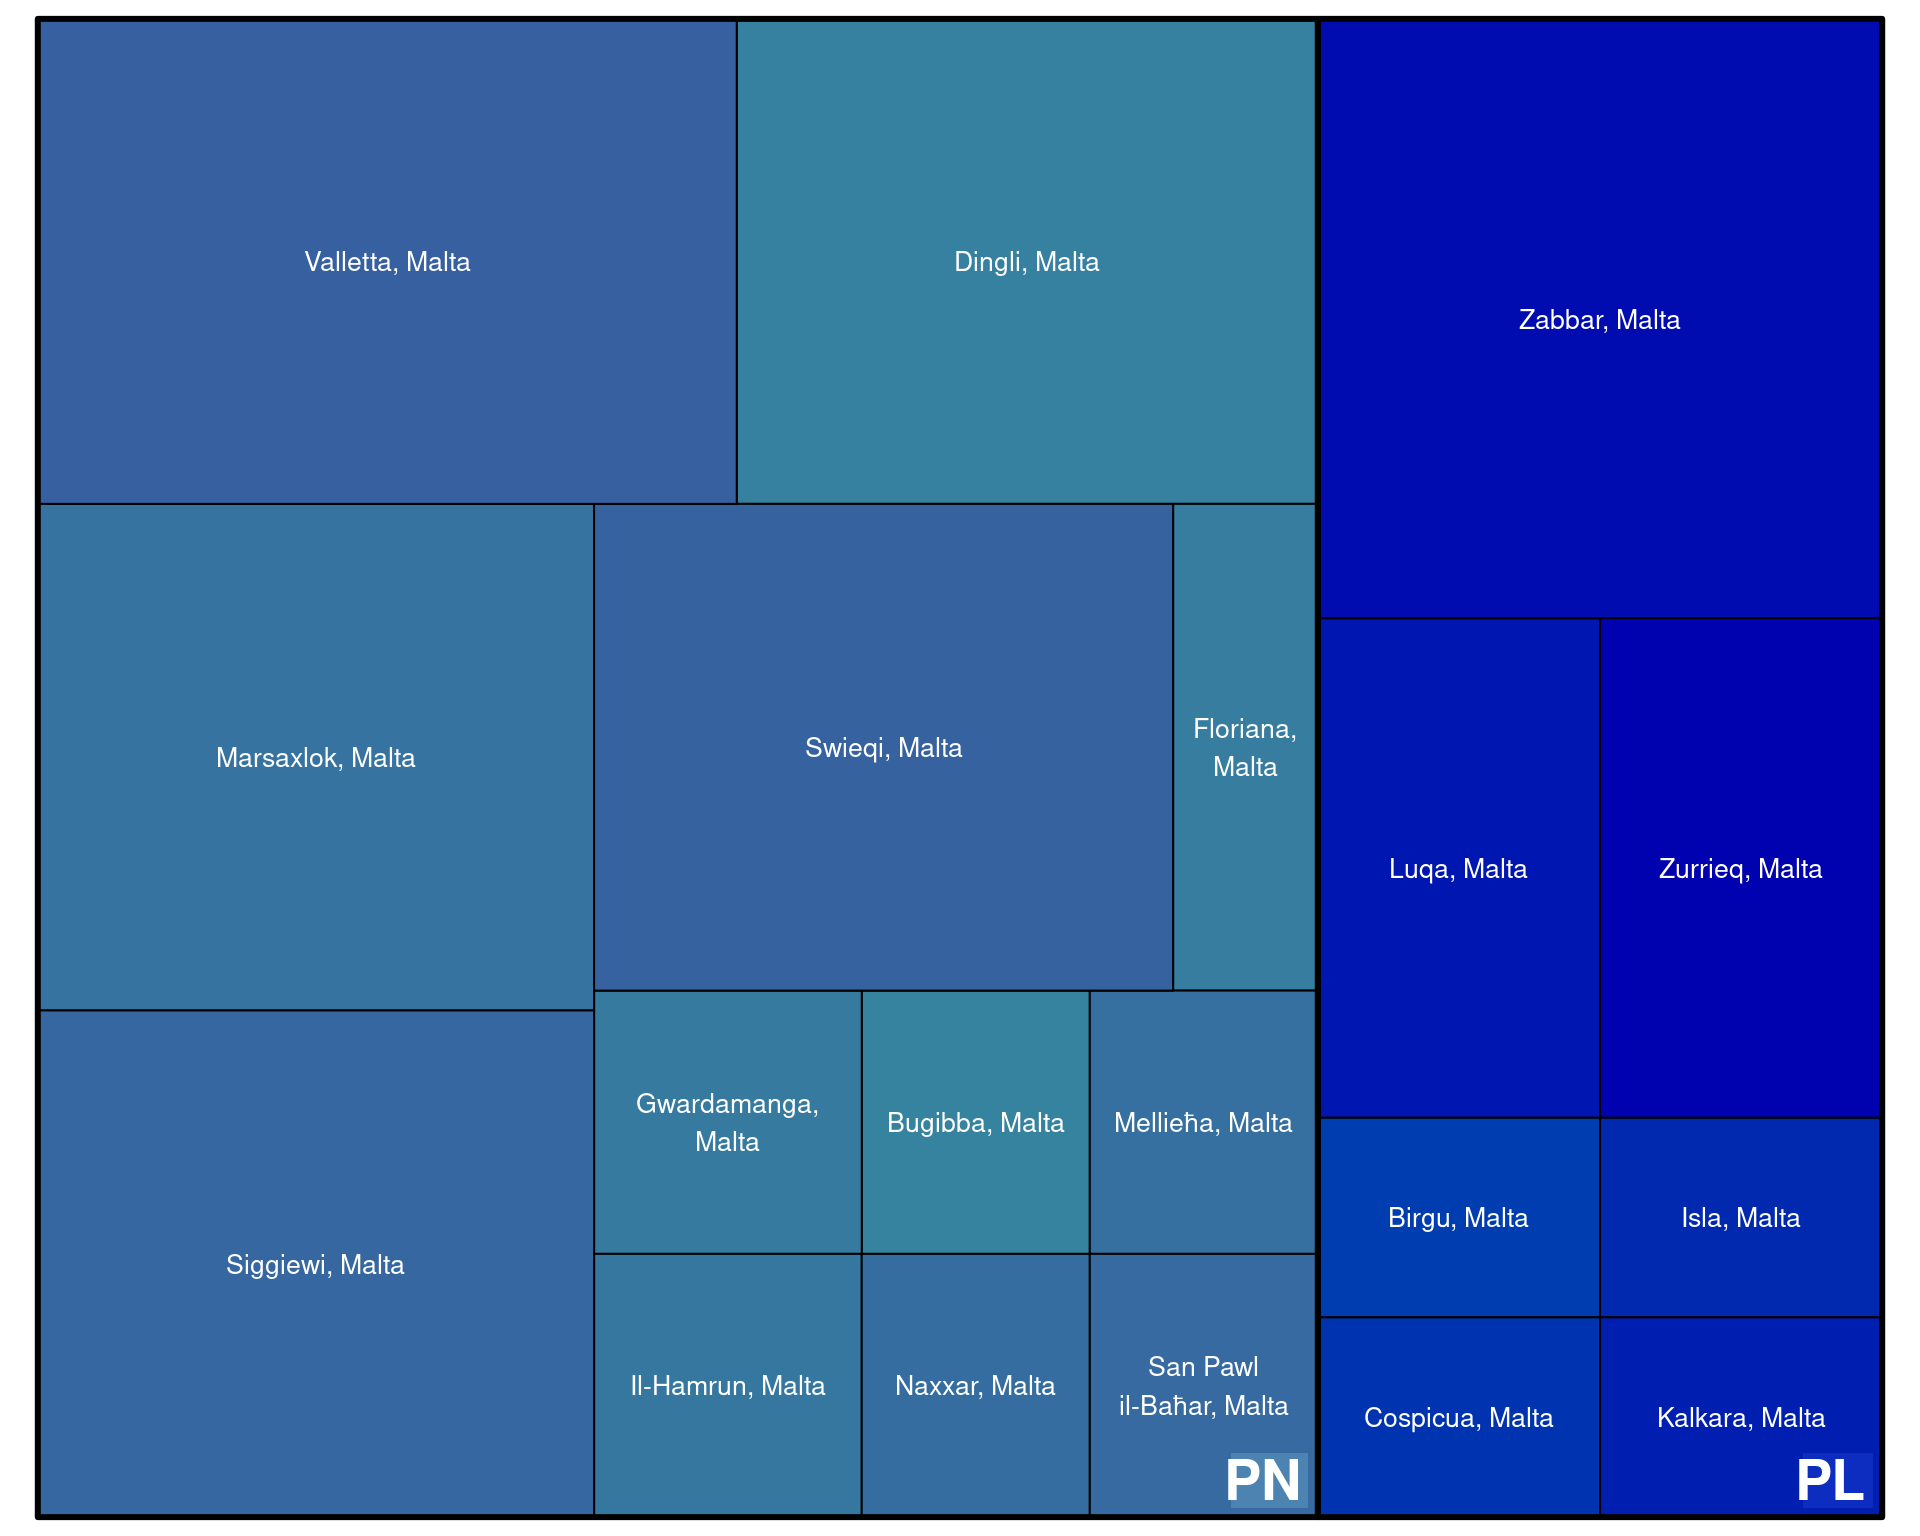 Valletta, Malta
Dingli, Malta
Zabbar, Malta
Marsaxlok, Malta
Swieqi, Malta
Floriana,
Malta
Luqa, Malta
Zurrieq, Malta
Siggiewi, Malta
Gwardamanga,
Malta
Bugibba, Malta
Mellieħa, Malta
Birgu, Malta
Isla, Malta
Il-Hamrun, Malta
Naxxar, Malta
San Pawl
il-Baħar, Malta
Cospicua, Malta
Kalkara, Malta
PN
PL